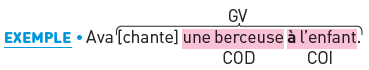 GV
EXEMPLE • Ava [chante] une berceuse à l'enfant.
COD COI